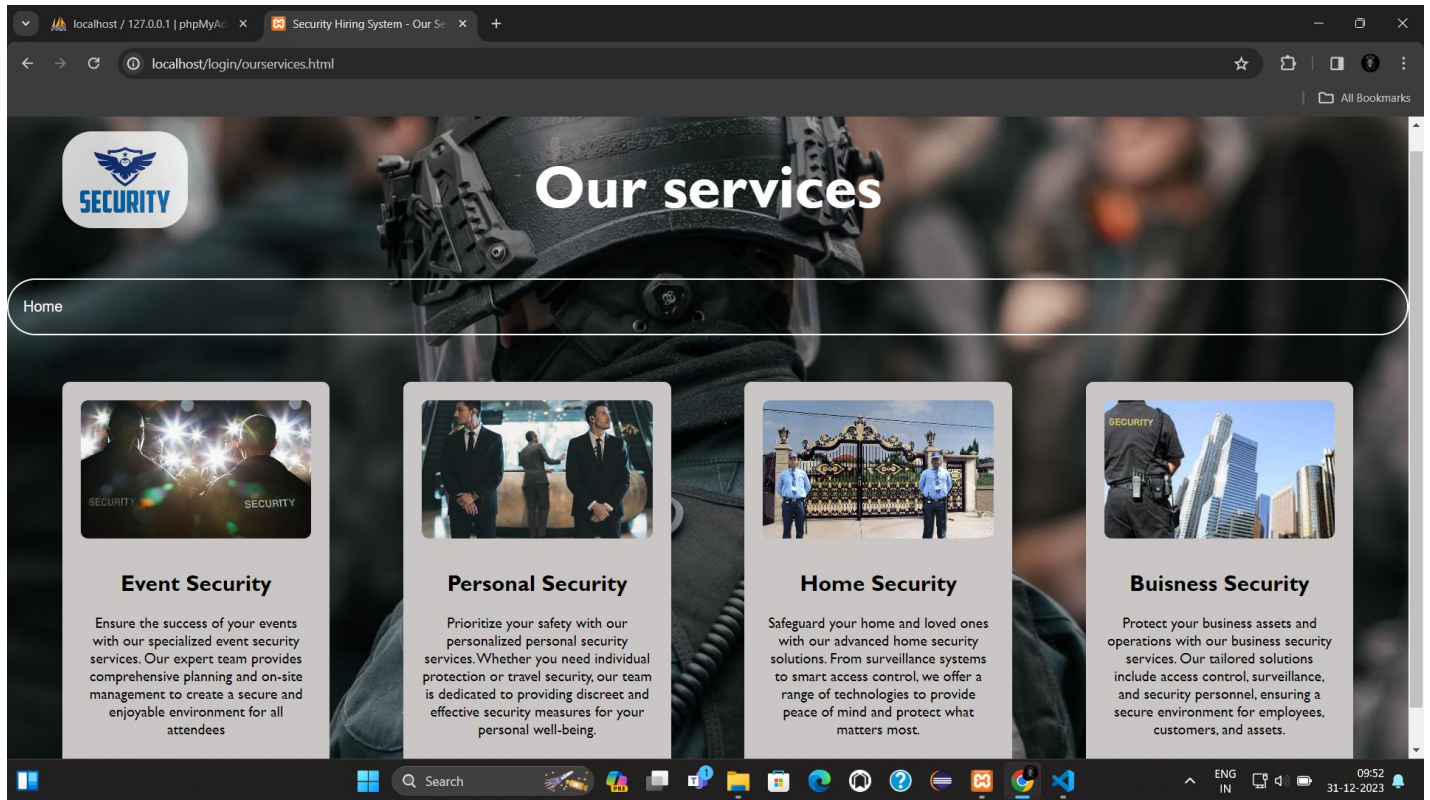 localhost / 127.0.0.1 | phpMyAd
Security Hiring System - Our Se
localhost/login/ourservices.html
All Bookmarks
SECURITY
Our services
Home
SECURITY
SECURITY
SECURITY
Event Security
Ensure the success of your events
with our specialized event security
services. Our expert team provides
comprehensive planning and on-site
management to create a secure and
enjoyable environment for all
attendees
Personal Security
Prioritize your safety with our
personalized personal security
services. Whether you need individual
protection or travel security, our team
is dedicated to providing discreet and
effective security measures for your
personal well-being.
Home Security
Safeguard your home and loved ones
with our advanced home security
solutions. From surveillance systems
to smart access control, we offer a
range of technologies to provide
peace of mind and protect what
matters most.
Buisness Security
Protect your business assets and
operations with our business security
services. Our tailored solutions
include access control, surveillance,
and security personnel, ensuring a
secure environment for employees,
customers, and assets.
Search
PRE
ENG
IN
09:52
31-12-2023